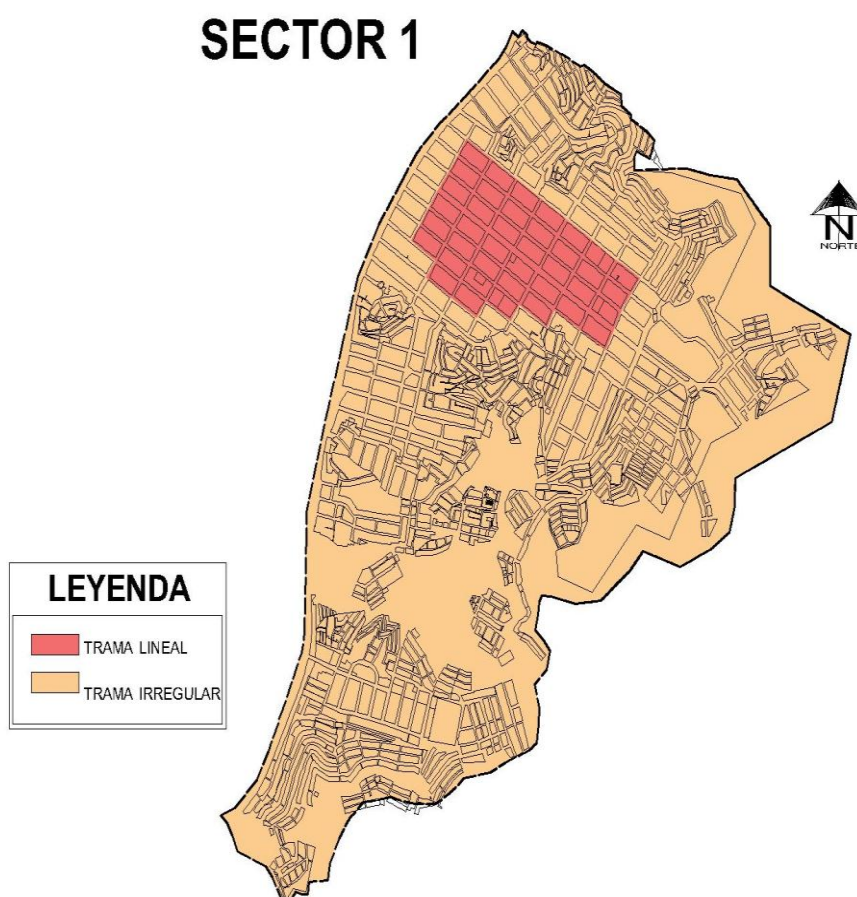 SECTOR 1
N
NORTE
LEYENDA
TRAMA LINEAL
TRAMA IRREGULAR